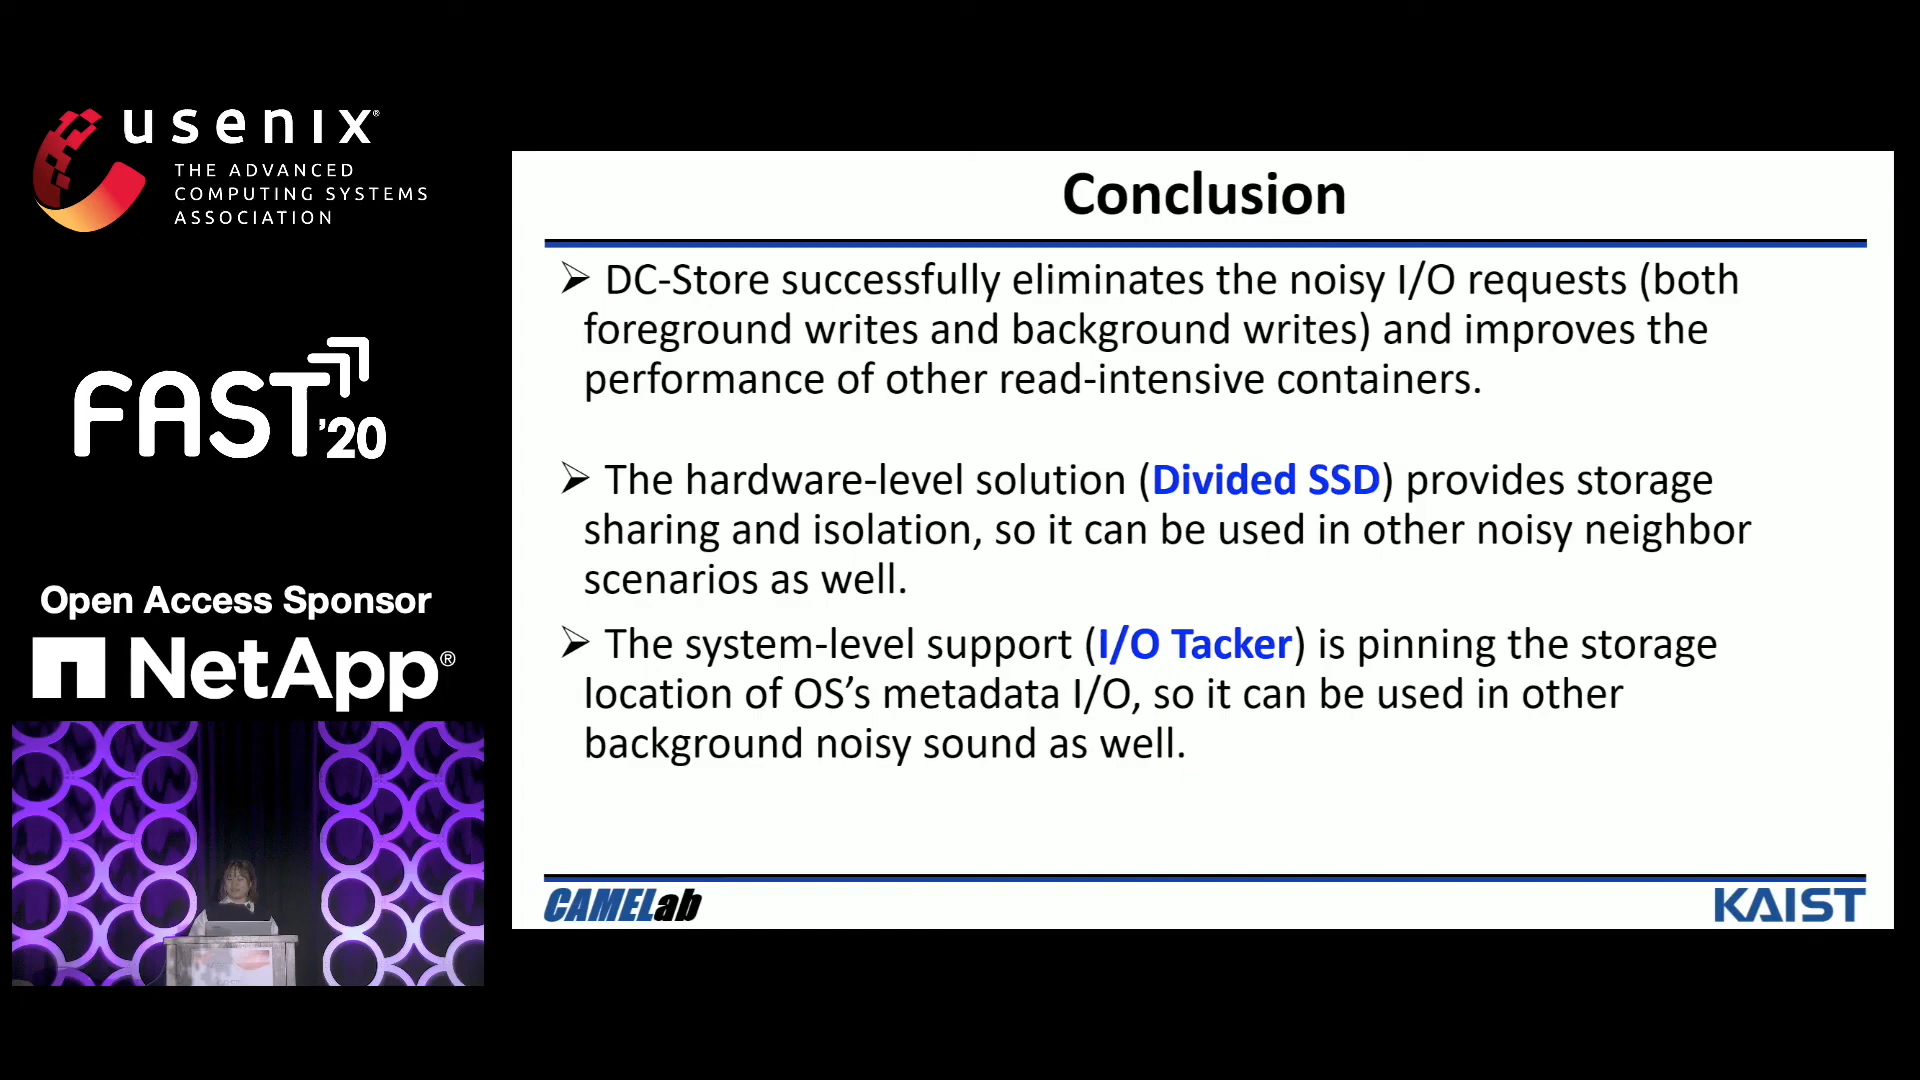 usenix®
THE ADVANCED
COMPUTING SYSTEMS
ASSOCIATION
FAST '20
Open Access Sponsor
NetApp®
Conclusion
➢ DC-Store successfully eliminates the noisy I/O requests (both
foreground writes and background writes) and improves the
performance of other read-intensive containers.
➢ The hardware-level solution (Divided SSD) provides storage
sharing and isolation, so it can be used in other noisy neighbor
scenarios as well.
➢ The system-level support (I/O Tacker) is pinning the storage
location of OS’s metadata I/O, so it can be used in other
background noisy sound as well.
CAMELab
KAIST